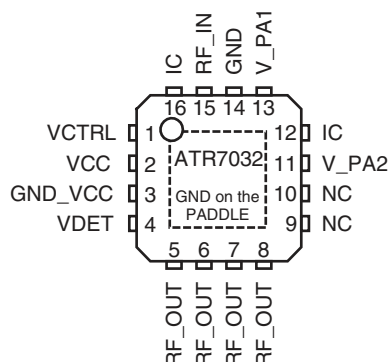 IC
RF_IN
GND
V_PA1
16 15 14 13
VCTRL 1 12 IC
VCC 2 ATR7032 11 V_PA2
GND_VCC 3 GND on the 10 NC
VDET 4 PADDLE 9 NC
5 6 7 8
RF_OUT
RF_OUT
RF_OUT
RF_OUT